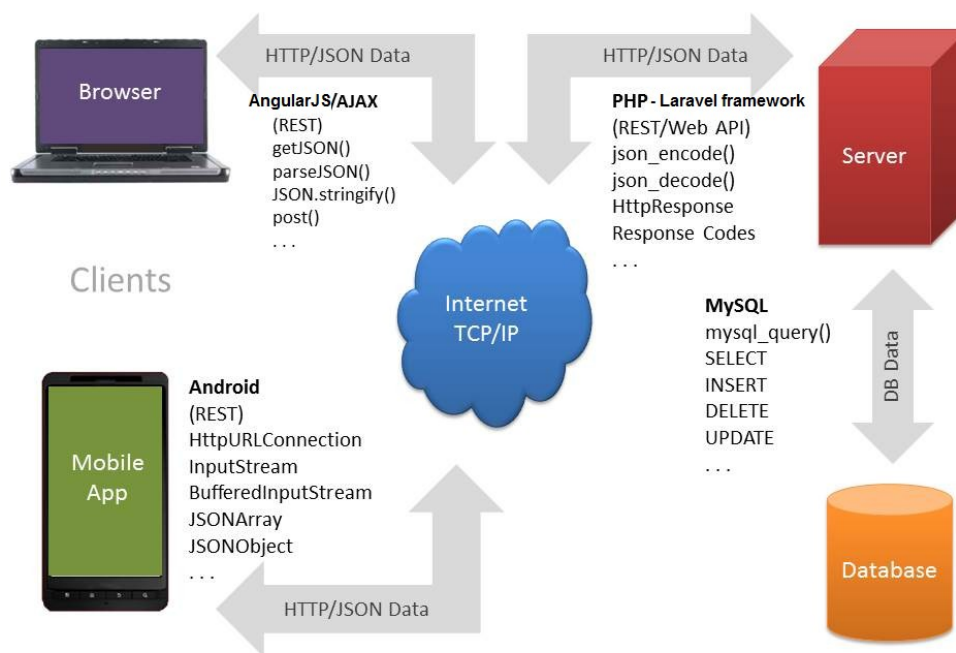 HTTP/JSON Data
HTTP/JSON Data
Browser
AngularJS/AJAX
(REST)
getJSON()
parseJSON()
JSON.stringify()
post()
. . .
PHP - Laravel framework
(REST/Web API)
json_encode()
json_decode()
HttpResponse
Response Codes
. . .
Server
Clients
Internet
TCP/IP
MySQL
mysql_query()
SELECT
INSERT
DELETE
UPDATE
. . .
DB Data
Mobile
App
Android
(REST)
HttpURLConnection
InputStream
BufferedInputStream
JSONArray
JSONObject
. . .
HTTP/JSON Data
Database